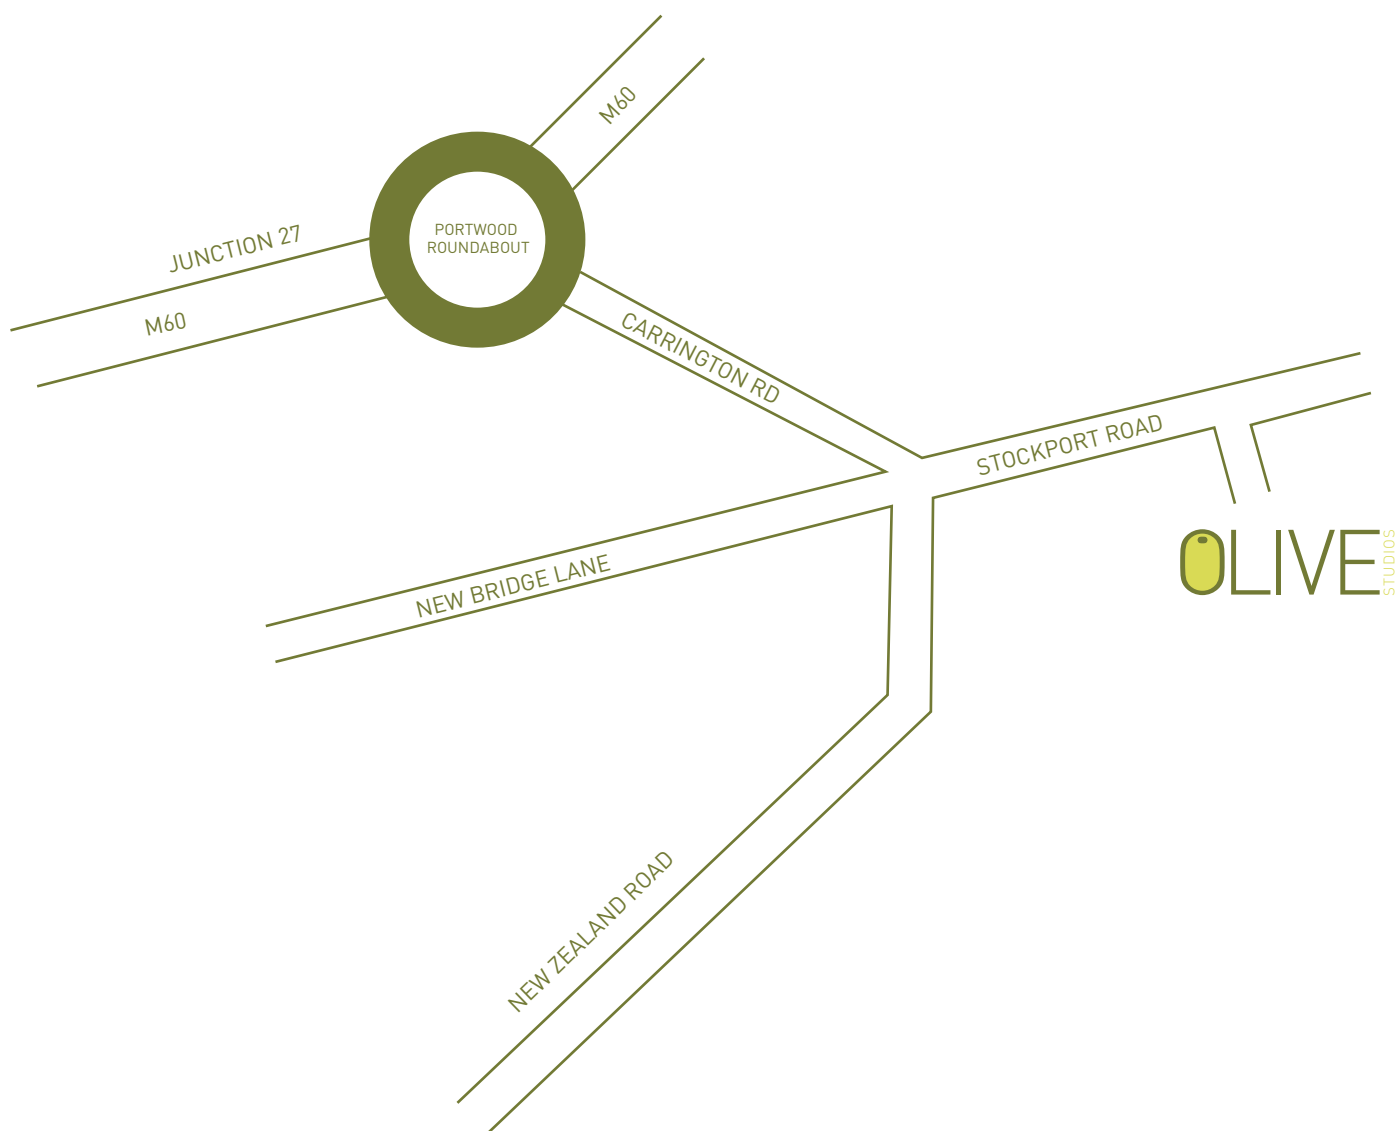 M60
PORTWOOD
ROUNDABOUT
JUNCTION 27
M60
CARRINGTON RD
STOCKPORT ROAD
NEW BRIDGE LANE
OLIVE
STUDIOS
NEW ZEALAND ROAD